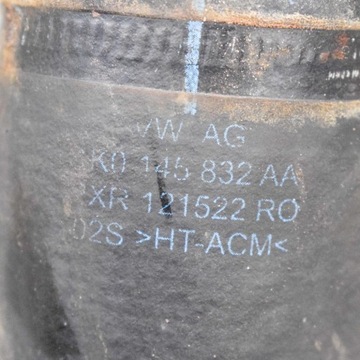 VW AG
K0 145 832 AA
XR 121522 RO
02S >HT-ACM<